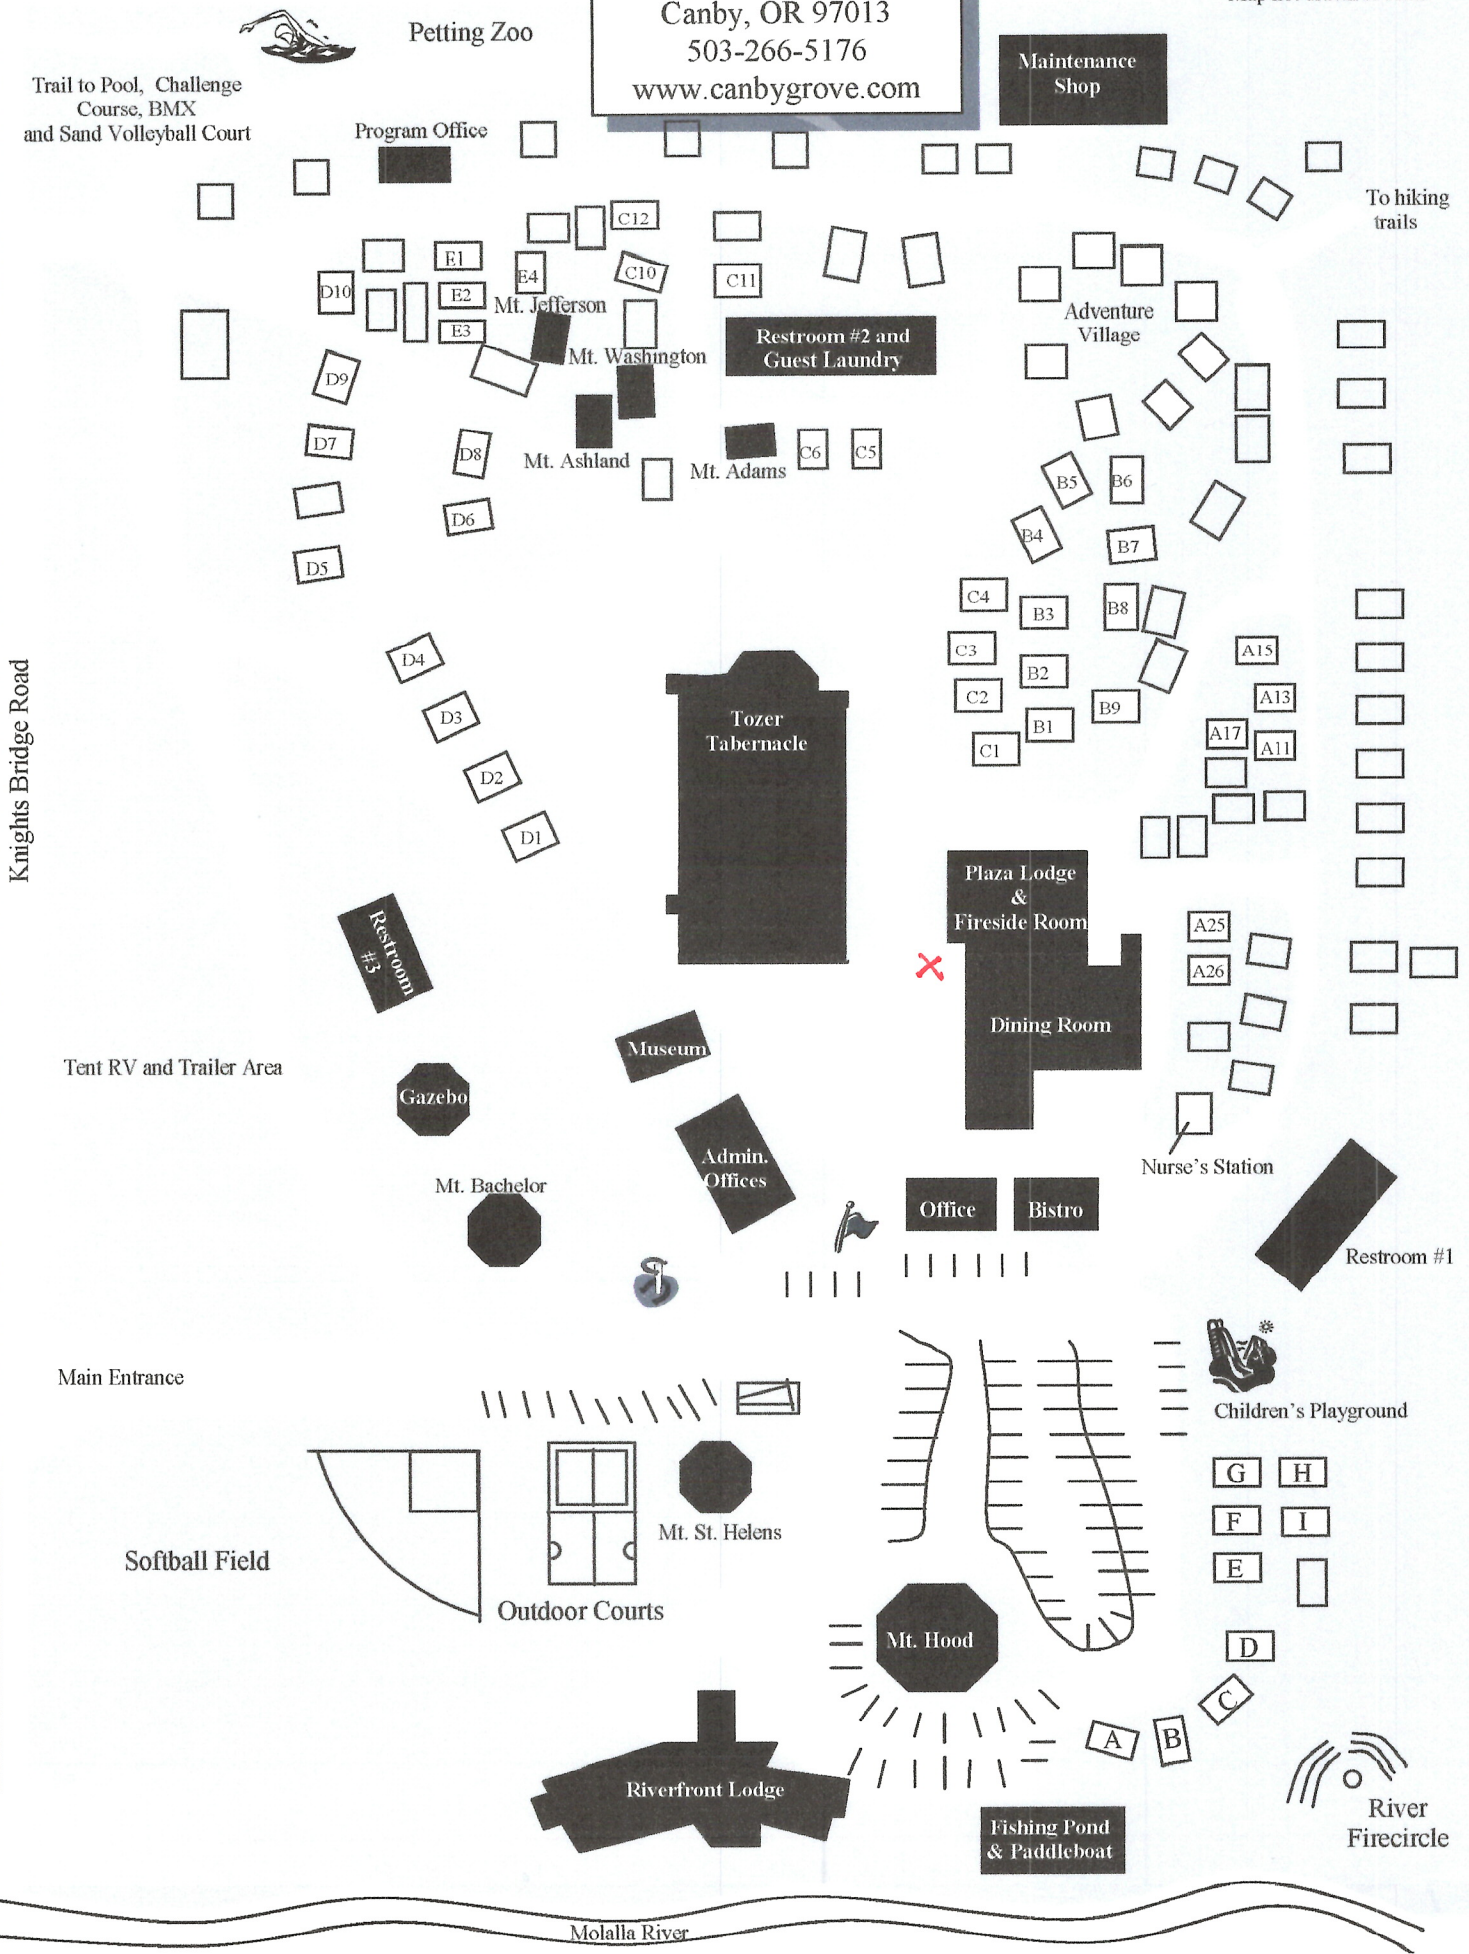 Canby, OR 97013
503-266-5176
www.canbygrove.com
Petting Zoo
Maintenance
Shop
Trail to Pool, Challenge
Course, BMX
and Sand Volleyball Court
Program Office
To hiking
trails
C12
E1
E4
C10
C11
D10
E2
E3
Mt. Jefferson
Adventure
Village
Restroom #2 and
Guest Laundry
Mt. Washington
D9
D7
D8
Mt. Ashland
Mt. Adams
C6
C5
B5
B6
D6
B4
B7
D5
C4
B3
B8
C3
A15
D4
B2
C2
A13
B9
D3
B1
A17
A11
C1
Tozer
Tabernacle
Knights Bridge Road
D2
D1
Plaza Lodge
&
Fireside Room
Restroom
#3
A25
A26
X
Dining Room
Museum
Tent RV and Trailer Area
Gazebo
Admin.
Offices
Nurse's Station
Mt. Bachelor
Office
Bistro
Restroom #1
Main Entrance
Children's Playground
G
H
F
I
E
Mt. St. Helens
Softball Field
Outdoor Courts
Mt. Hood
D
C
A
B
Riverfront Lodge
Fishing Pond
& Paddleboat
River
Firecircle
Molalla River